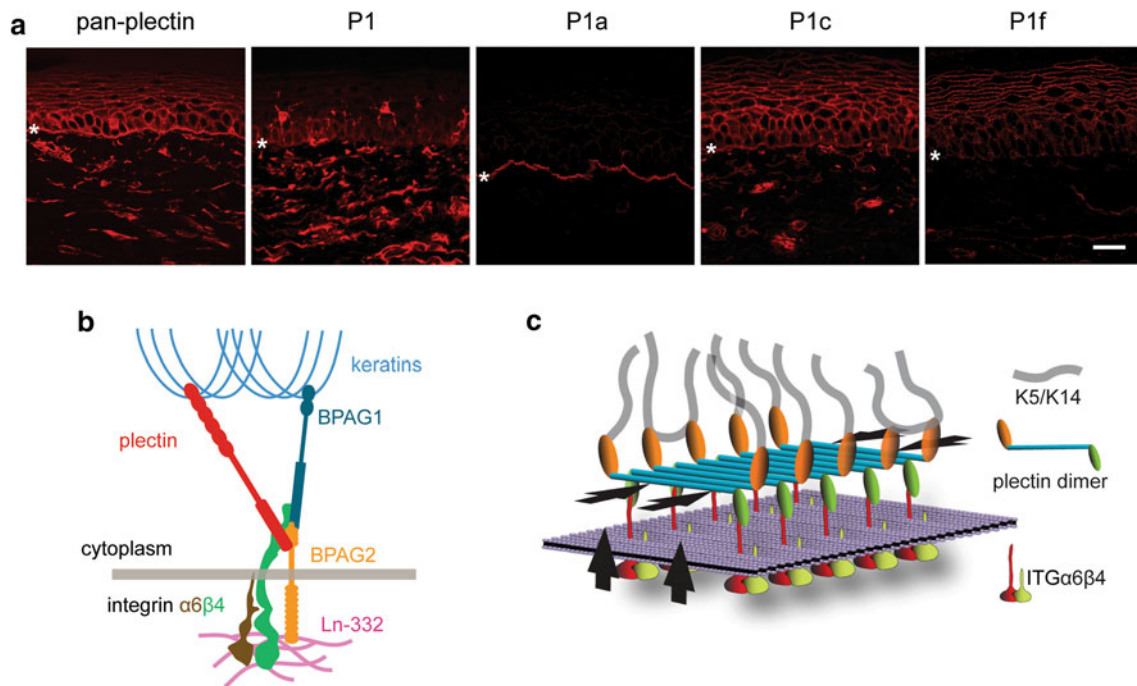 a
pan-plectin
P1
P1a
P1c
P1f
*
*
*
*
*
b
keratins
BPAG1
plectin
cytoplasm
BPAG2
integrin α6β4
Ln-332
c
K5/K14
plectin dimer
ITGα6β4